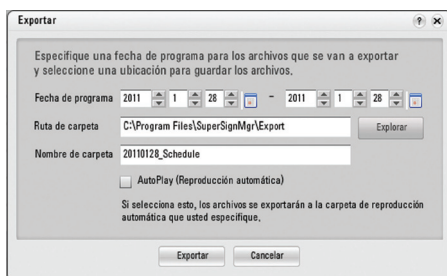 Exportar
Especifique una fecha de programa para los archivos que se van a exportar
y seleccione una ubicación para guardar los archivos.
Fecha de programa 2011 1 28 - 2011 1 28
Ruta de carpeta C:\Program Files\SuperSignMgr\Export Explorar
Nombre de carpeta 20110128_Schedule
AutoPlay (Reproducción automática)
Si selecciona esto, los archivos se exportarán a la carpeta de reproducción
automática que usted especifique.
Exportar Cancelar